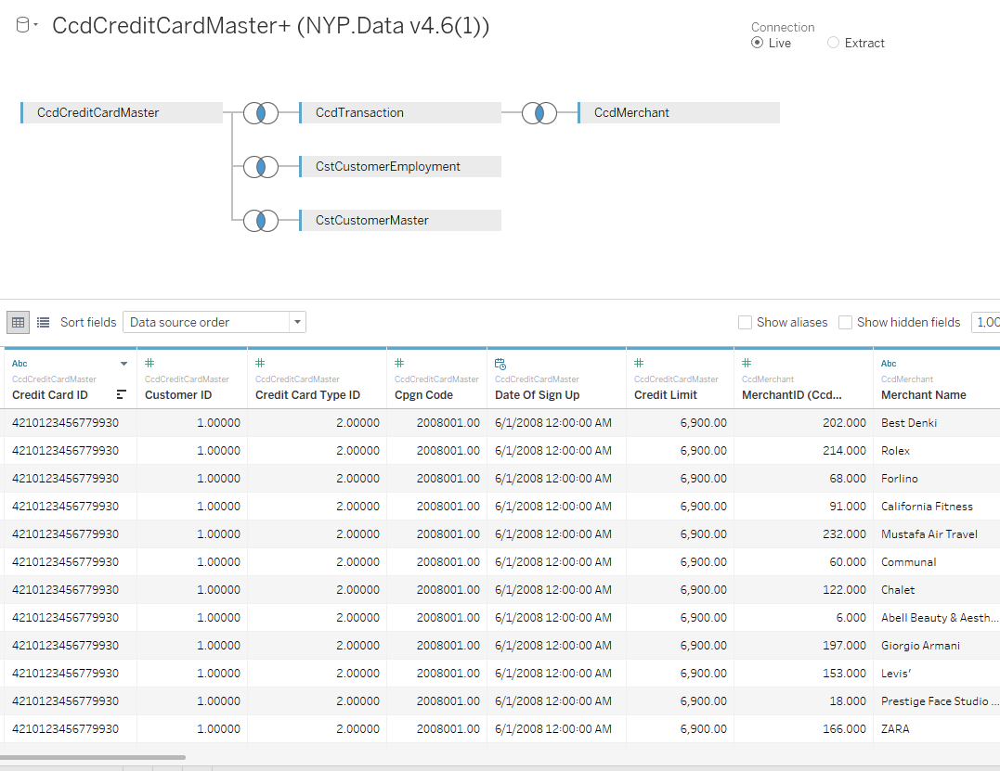 CcdCreditCardMaster+ (NYP.Data v4.6(1))
Connection
Live Extract
CcdCreditCardMaster CcdTransaction CcdMerchant
CstCustomerEmployment
CstCustomerMaster
Sort fields Data source order Show aliases Show hidden fields 1,00
Abc # # # # # Abc
CcdCreditCardMaster CcdCreditCardMaster CcdCreditCardMaster CcdCreditCardMaster CcdCreditCardMaster CcdCreditCardMaster CcdMerchant CcdMerchant
Credit Card ID Customer ID Credit Card Type ID Cpgn Code Date Of Sign Up Credit Limit MerchantID (Ccd... Merchant Name
4210123456779930 1.00000 2.00000 2008001.00 6/1/2008 12:00:00 AM 6,900.00 202.000 Best Denki
4210123456779930 1.00000 2.00000 2008001.00 6/1/2008 12:00:00 AM 6,900.00 214.000 Rolex
4210123456779930 1.00000 2.00000 2008001.00 6/1/2008 12:00:00 AM 6,900.00 68.000 Forlino
4210123456779930 1.00000 2.00000 2008001.00 6/1/2008 12:00:00 AM 6,900.00 91.000 California Fitness
4210123456779930 1.00000 2.00000 2008001.00 6/1/2008 12:00:00 AM 6,900.00 232.000 Mustafa Air Travel
4210123456779930 1.00000 2.00000 2008001.00 6/1/2008 12:00:00 AM 6,900.00 60.000 Communal
4210123456779930 1.00000 2.00000 2008001.00 6/1/2008 12:00:00 AM 6,900.00 122.000 Chalet
4210123456779930 1.00000 2.00000 2008001.00 6/1/2008 12:00:00 AM 6,900.00 6.000 Abell Beauty & Aesth...
4210123456779930 1.00000 2.00000 2008001.00 6/1/2008 12:00:00 AM 6,900.00 197.000 Giorgio Armani
4210123456779930 1.00000 2.00000 2008001.00 6/1/2008 12:00:00 AM 6,900.00 153.000 Levis'
4210123456779930 1.00000 2.00000 2008001.00 6/1/2008 12:00:00 AM 6,900.00 18.000 Prestige Face Studio ...
4210123456779930 1.00000 2.00000 2008001.00 6/1/2008 12:00:00 AM 6,900.00 166.000 ZARA